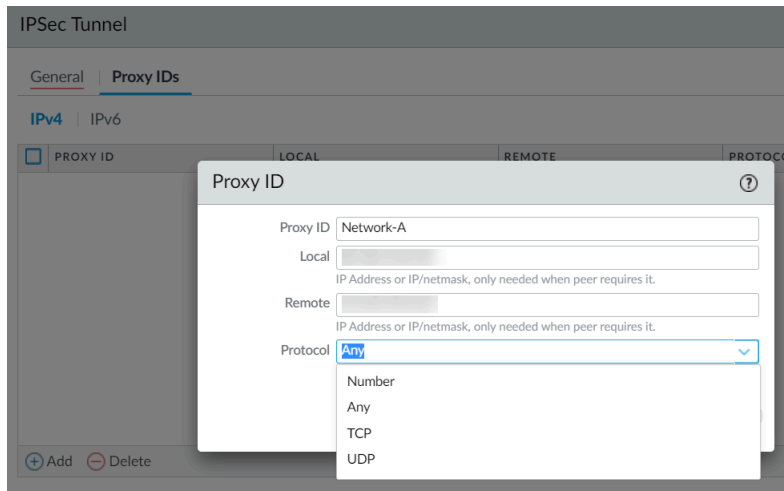 IPSec Tunnel
General | Proxy IDs
IPv4 | IPv6
PROXY ID LOCAL REMOTE PROTOCO
Proxy ID
Proxy ID Network-A
Local
IP Address or IP/netmask, only needed when peer requires it.
Remote
IP Address or IP/netmask, only needed when peer requires it.
Protocol Any
Number
Any
TCP
UDP
Add Delete